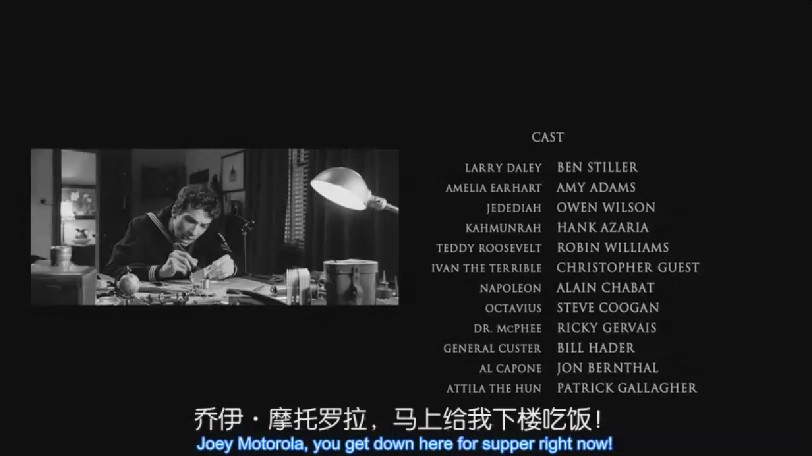 CAST
LARRY DALEY BEN STILLER
AMELIA EARHART AMY ADAMS
JEDEDIAH OWEN WILSON
KAHMUNRAH HANK AZARIA
TEDDY ROOSEVELT ROBIN WILLIAMS
IVAN THE TERRIBLE CHRISTOPHER GUEST
NAPOLEON ALAIN CHABAT
OCTAVIUS STEVE COOGAN
DR. McPHEE RICKY GERVAIS
GENERAL CUSTER BILL HADER
AL CAPONE JON BERNTHAL
ATTILA THE HUN PATRICK GALLAGHER
乔伊·摩托罗拉，马上给我下楼吃饭！
Joey Motorola, you get down here for supper right now!